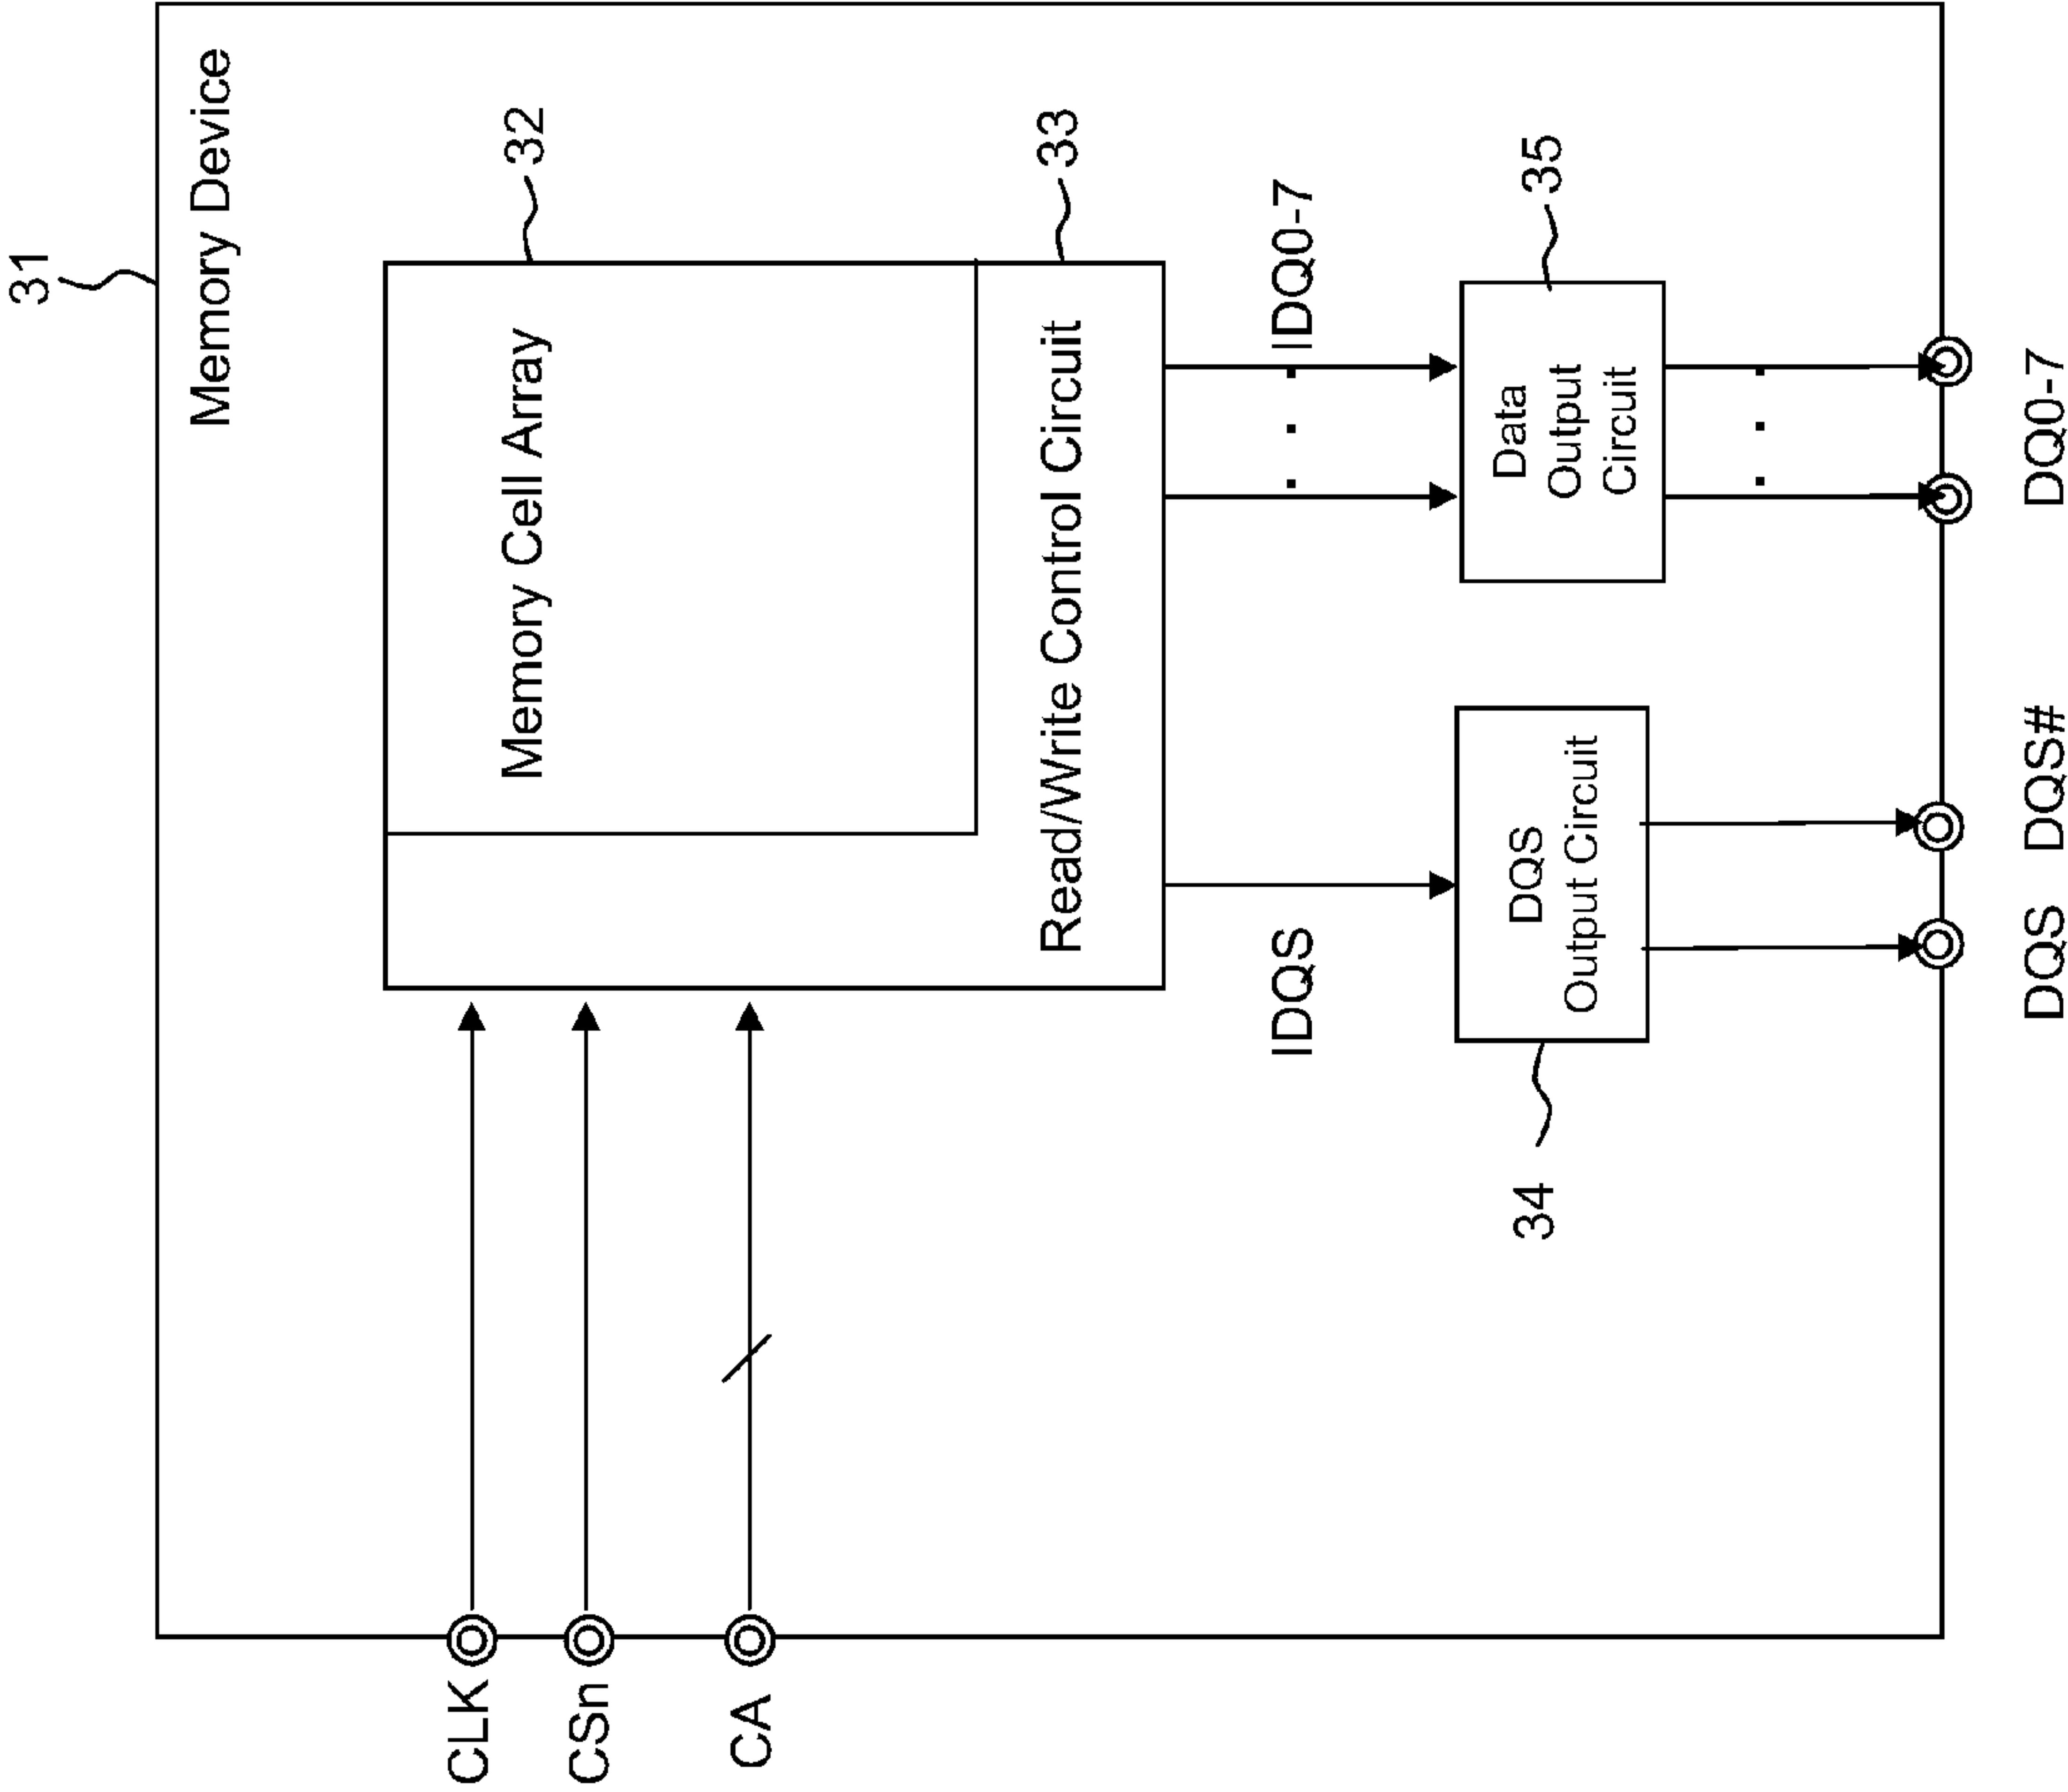 31
Memory Device
Memory Cell Array
32
Read/Write Control Circuit
33
CLK
CSn
CA
IDQS
IDQ0-7
34
DQS
Output Circuit
Data
Output
Circuit
35
DQS
DQS#
DQ0-7